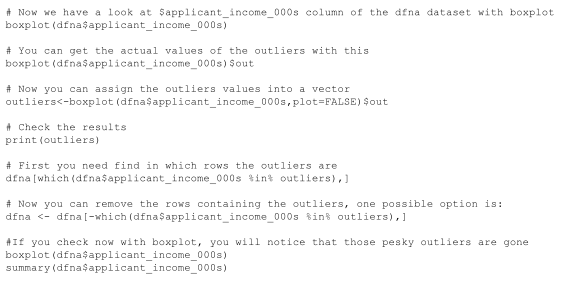 # Now we have a look at $applicant_income_000s column of the dfna dataset with boxplot
boxplot(dfna$applicant_income_000s)
# You can get the actual values of the outliers with this
boxplot(dfna$applicant_income_000s)$out
# Now you can assign the outliers values into a vector
outliers<-boxplot(dfna$applicant_income_000s,plot=FALSE)$out
# Check the results
print(outliers)
# First you need find in which rows the outliers are
dfna[which(dfna$applicant_income_000s %in% outliers),]
# Now you can remove the rows containing the outliers, one possible option is:
dfna <- dfna[-which(dfna$applicant_income_000s %in% outliers),]
#If you check now with boxplot, you will notice that those pesky outliers are gone
boxplot(dfna$applicant_income_000s)
summary(dfna$applicant_income_000s)